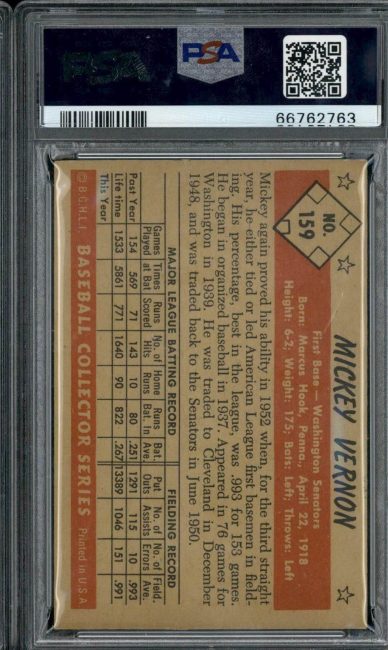 PSA
PSA
66762763
NO.
159
MICKEY VERNON
First Base — Washington Senators
Born: Marcus Hook, Penna., April 22, 1918
Height: 6-2; Weight: 175; Bats: Left; Throws: Left
Mickey again proved his ability in 1952 when, for the third straight
year, he either tied or led American League first basemen in field-
ing. His percentage, best in the league, was .993 for 153 games.
He began in organized baseball in 1937. Appeared in 76 games for
Washington in 1939. He was traded to Cleveland in December
1948, and was traded back to the Senators in June 1950.
MAJOR LEAGUE BATTING RECORD FIELDING RECORD
Games Times Runs No. of Home Runs Bat. Put No. of No. of Field.
Played at Bat Scored Hits Runs Bat. In Ave. Outs Assists Errors Ave.
Past Year 154 569 71 143 10 80 .251 1291 115 10 .993
Life time 1533 5861 771 1640 90 822 .267 13389 1046 151 .991
This Year
© B.G.H.L.I. BASEBALL COLLECTOR SERIES Printed in U.S.A